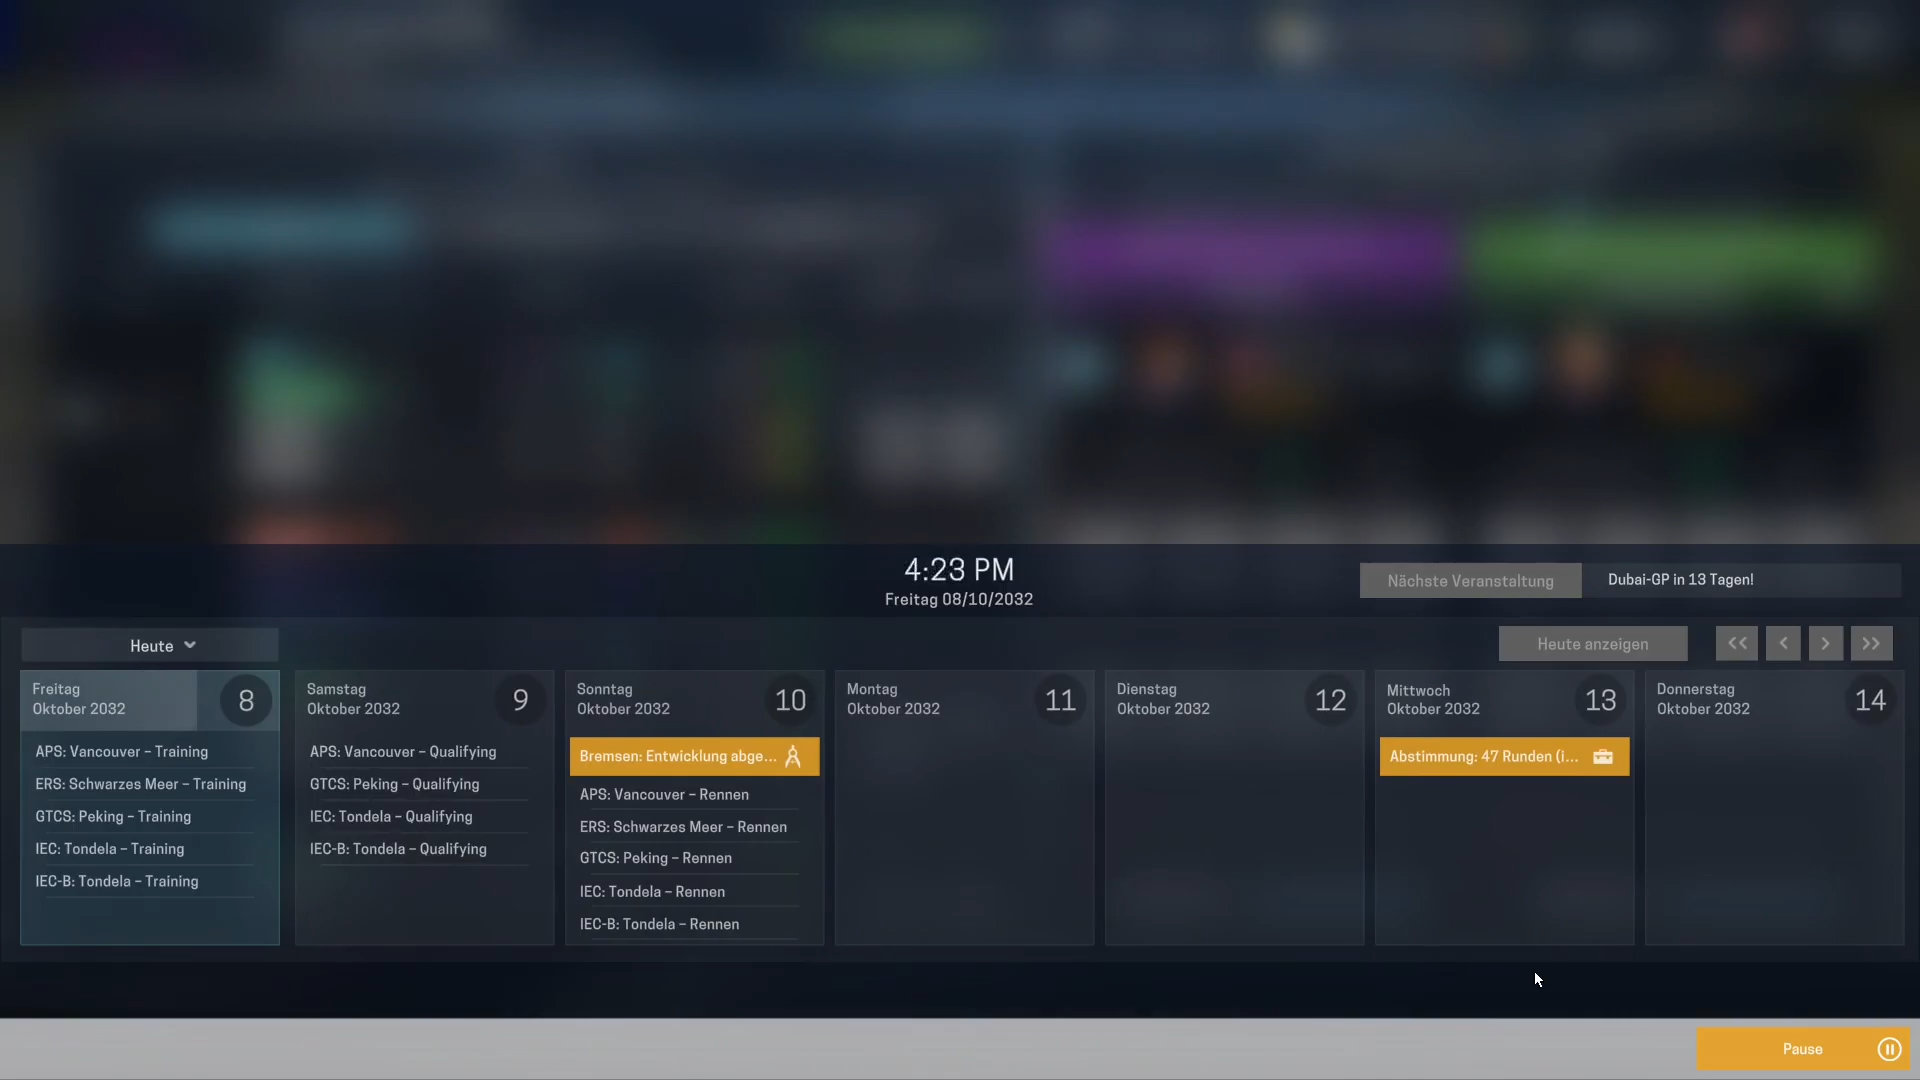 4:23 PM
Freitag 08/10/2032
Nächste Veranstaltung
Dubai-GP in 13 Tagen!
Heute
Heute anzeigen
Freitag
Oktober 2032
8
APS: Vancouver – Training
ERS: Schwarzes Meer – Training
GTCS: Peking – Training
IEC: Tondela – Training
IEC-B: Tondela – Training
Samstag
Oktober 2032
9
APS: Vancouver – Qualifying
GTCS: Peking – Qualifying
IEC: Tondela – Qualifying
IEC-B: Tondela – Qualifying
Sonntag
Oktober 2032
10
Bremsen: Entwicklung abge...
APS: Vancouver – Rennen
ERS: Schwarzes Meer – Rennen
GTCS: Peking – Rennen
IEC: Tondela – Rennen
IEC-B: Tondela – Rennen
Montag
Oktober 2032
11
Dienstag
Oktober 2032
12
Mittwoch
Oktober 2032
13
Abstimmung: 47 Runden (i...
Donnerstag
Oktober 2032
14
Pause